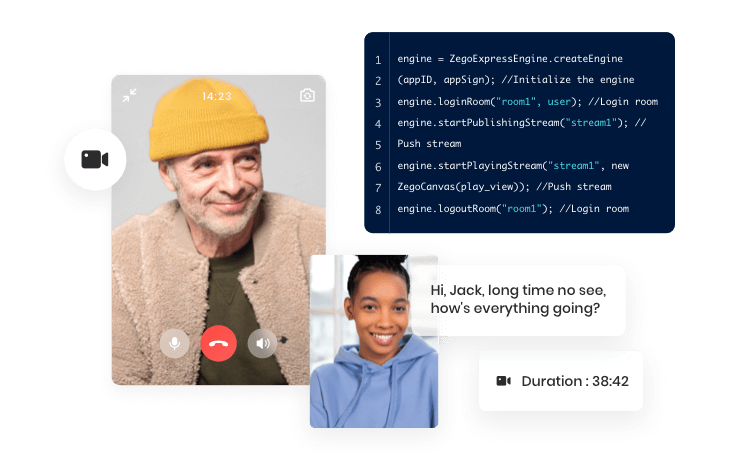 14:23
1 engine = ZegoExpressEngine.createEngine
2 (appID, appSign); //Initialize the engine
3 engine.loginRoom("room1", user); //Login room
4 engine.startPublishingStream("stream1"); //
5 Push stream
6 engine.startPlayingStream("stream1", new
7 ZegoCanvas(play_view)); //Push stream
8 engine.logoutRoom("room1"); //Login room
Hi, Jack, long time no see,
how's everything going?
Duration : 38:42